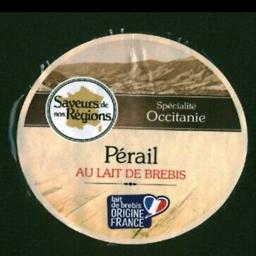 Saveurs de
nos Régions
Spécialité
Occitanie
Pérail
AU LAIT DE BREBIS
lait
de brebis
ORIGINE
FRANCE